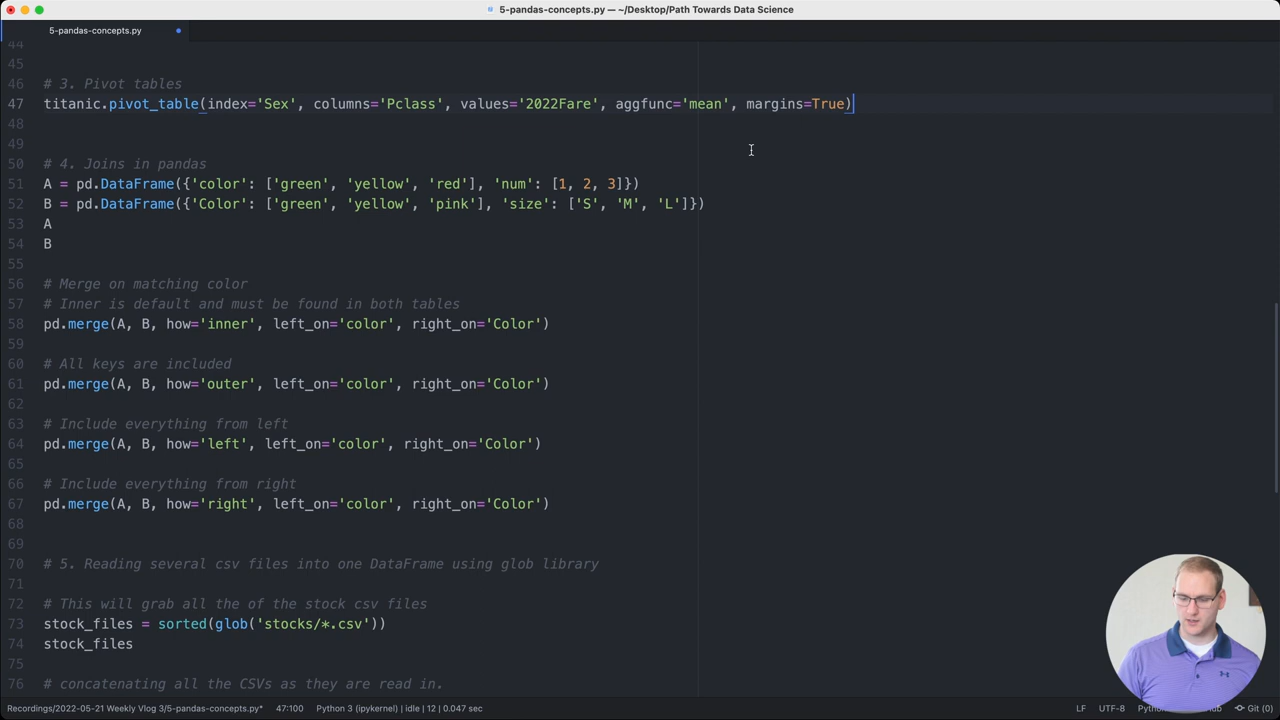 5-pandas-concepts.py — ~/Desktop/Path Towards Data Science
5-pandas-concepts.py
44
45
46 # 3. Pivot tables
47 titanic.pivot_table(index='Sex', columns='Pclass', values='2022Fare', aggfunc='mean', margins=True)
48
49
50 # 4. Joins in pandas
51 A = pd.DataFrame({'color': ['green', 'yellow', 'red'], 'num': [1, 2, 3]})
52 B = pd.DataFrame({'Color': ['green', 'yellow', 'pink'], 'size': ['S', 'M', 'L']})
53 A
54 B
55
56 # Merge on matching color
57 # Inner is default and must be found in both tables
58 pd.merge(A, B, how='inner', left_on='color', right_on='Color')
59
60 # All keys are included
61 pd.merge(A, B, how='outer', left_on='color', right_on='Color')
62
63 # Include everything from left
64 pd.merge(A, B, how='left', left_on='color', right_on='Color')
65
66 # Include everything from right
67 pd.merge(A, B, how='right', left_on='color', right_on='Color')
68
69
70 # 5. Reading several csv files into one DataFrame using glob library
71
72 # This will grab all the of the stock csv files
73 stock_files = sorted(glob('stocks/*.csv'))
74 stock_files
75
76 # concatenating all the CSVs as they are read in.
Recordings/2022-05-21 Weekly Vlog 3/5-pandas-concepts.py* 47:100 Python 3 (ipykernel) | idle | 12 | 0.047 sec LF UTF-8 Git (0)